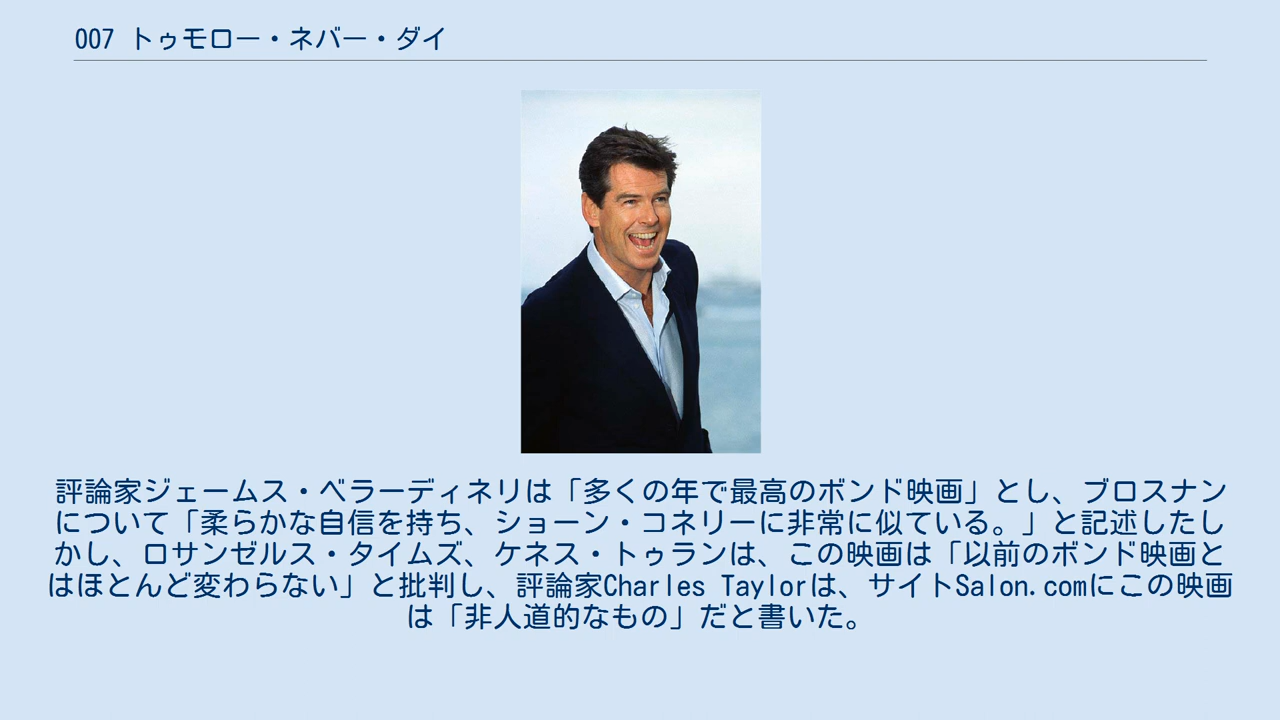 007 トゥモロー・ネバー・ダイ
評論家ジェームス・ベラーディネリは「多くの年で最高のボンド映画」とし、ブロスナン
について「柔らかな自信を持ち、ショーン・コネリーに非常に似ている。」と記述したし
かし、ロサンゼルス・タイムズ、ケネス・トゥランは、この映画は「以前のボンド映画と
はほとんど変わらない」と批判し、評論家Charles Taylorは、サイトSalon.comにこの映画
は「非人道的なもの」だと書いた。